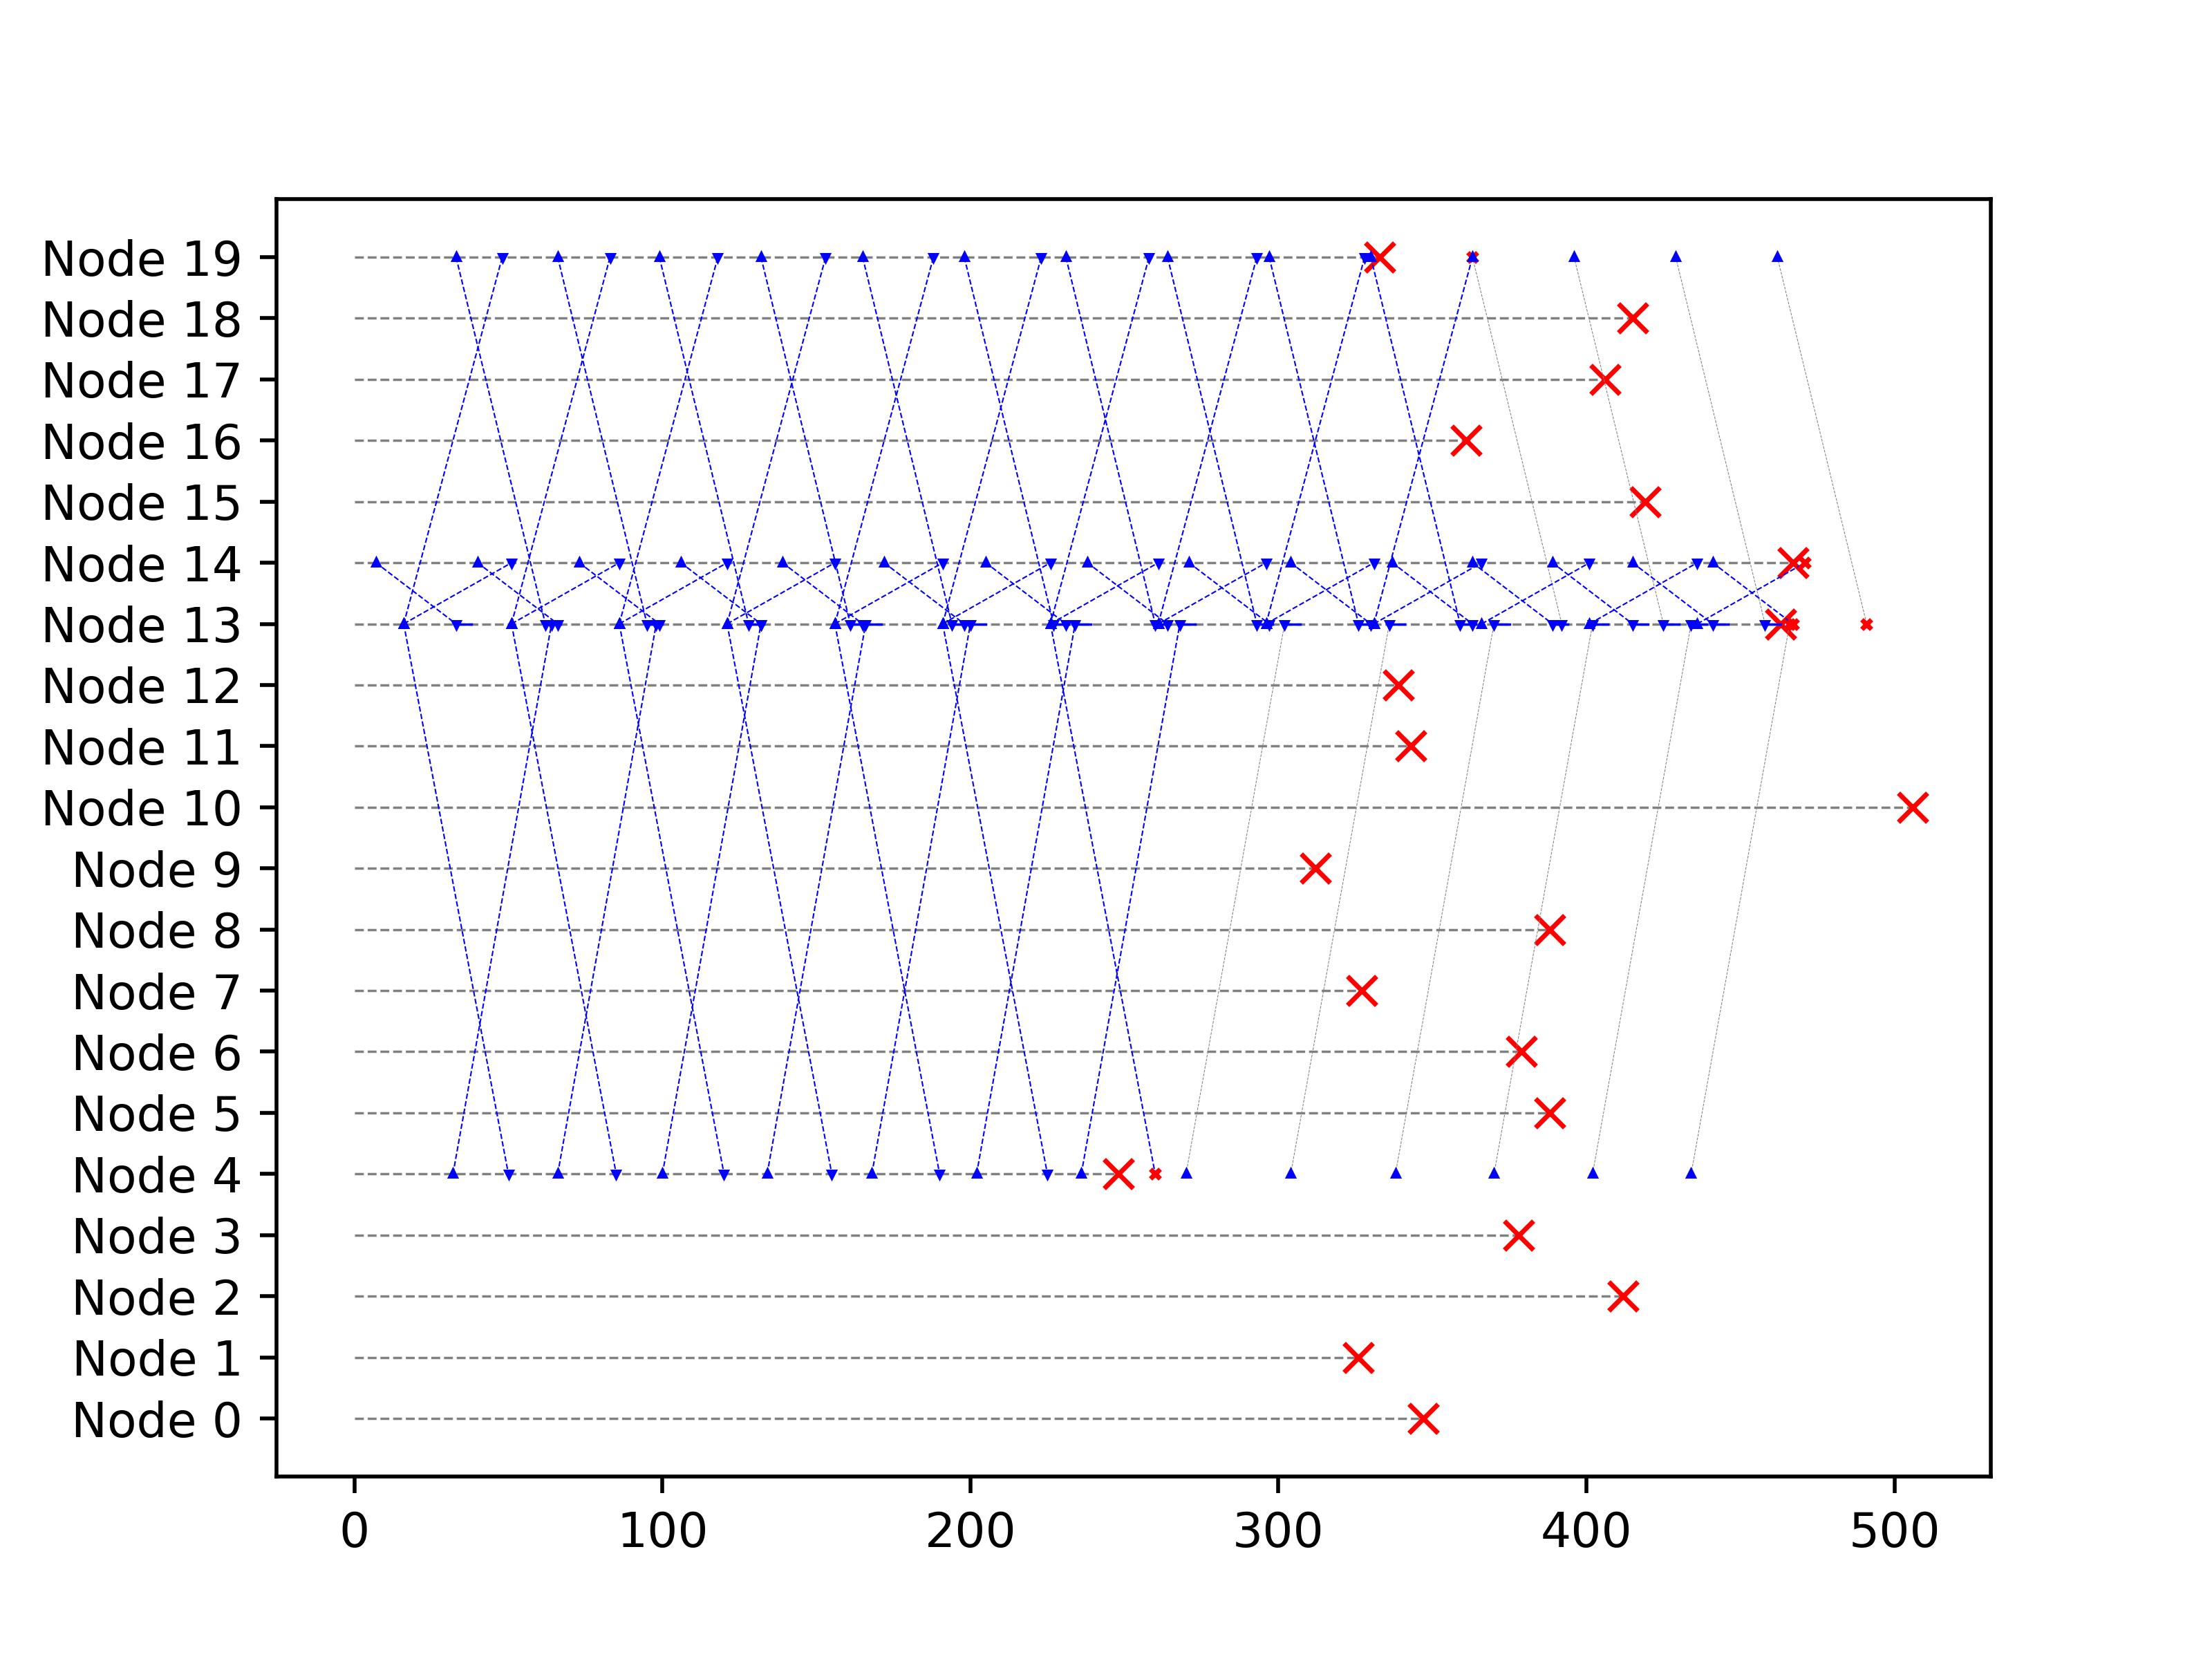 Node 19
Node 18
Node 17
Node 16
Node 15
Node 14
Node 13
Node 12
Node 11
Node 10
Node 9
Node 8
Node 7
Node 6
Node 5
Node 4
Node 3
Node 2
Node 1
Node 0
0 100 200 300 400 500